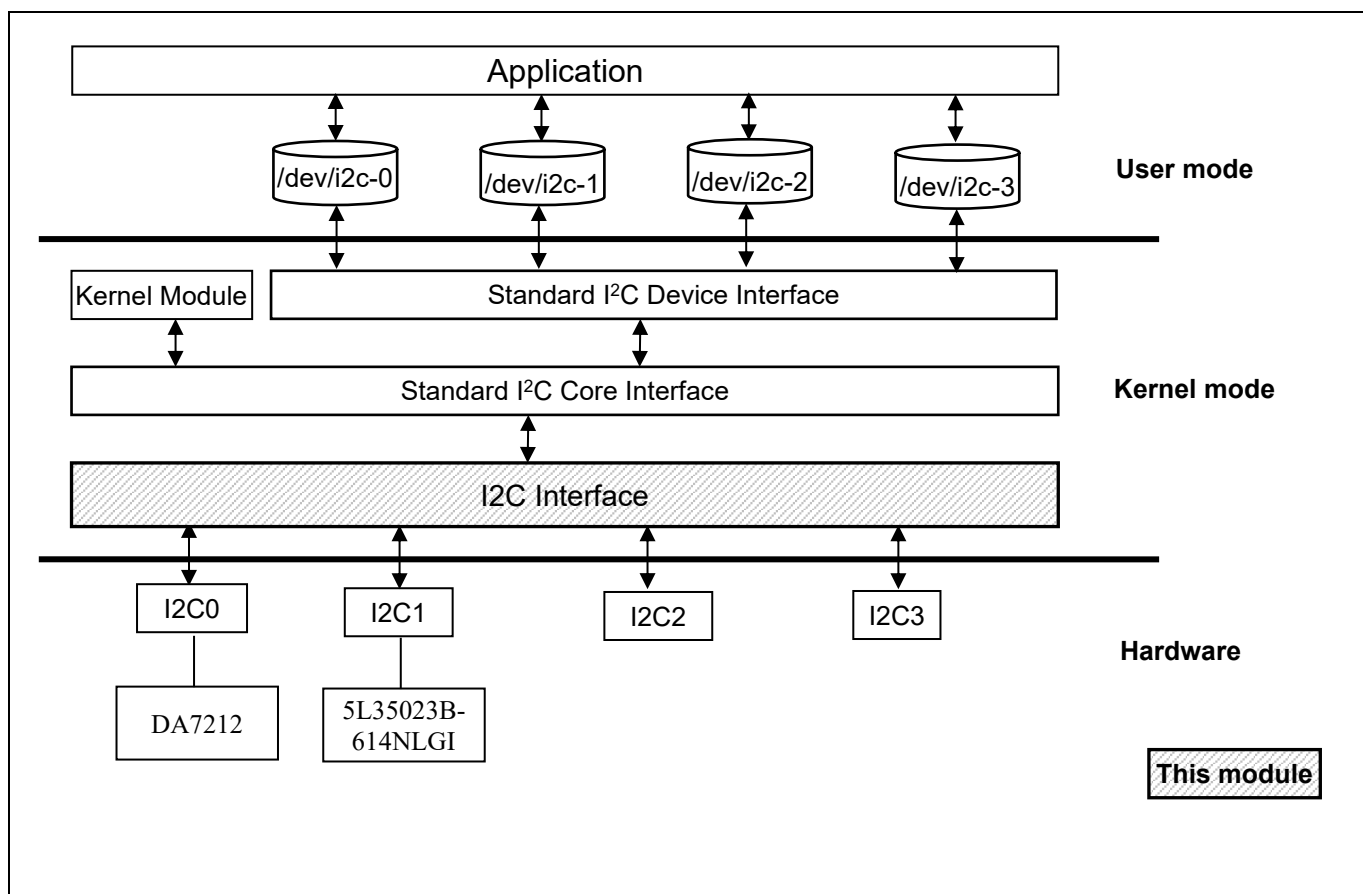 Application
/dev/i2c-0
/dev/i2c-1
/dev/i2c-2
/dev/i2c-3
User mode
Kernel Module
Standard I²C Device Interface
Standard I²C Core Interface
Kernel mode
I2C Interface
I2C0
I2C1
I2C2
I2C3
Hardware
DA7212
5L35023B-
614NLGI
This module